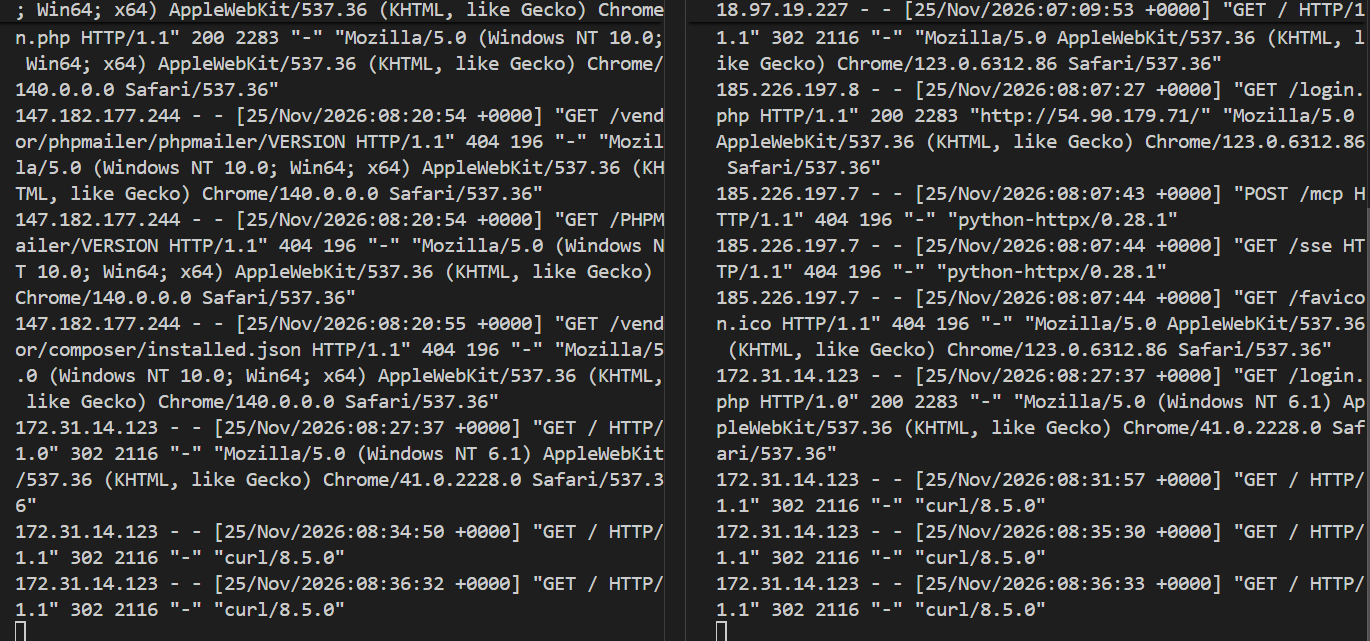 ; Win64; x64) AppleWebKit/537.36 (KHTML, like Gecko) Chrome
n.php HTTP/1.1" 200 2283 "-" "Mozilla/5.0 (Windows NT 10.0;
 Win64; x64) AppleWebKit/537.36 (KHTML, like Gecko) Chrome/
140.0.0.0 Safari/537.36"
147.182.177.244 - - [25/Nov/2026:08:20:54 +0000] "GET /vend
or/phpmailer/phpmailer/VERSION HTTP/1.1" 404 196 "-" "Mozil
la/5.0 (Windows NT 10.0; Win64; x64) AppleWebKit/537.36 (KH
TML, like Gecko) Chrome/140.0.0.0 Safari/537.36"
147.182.177.244 - - [25/Nov/2026:08:20:54 +0000] "GET /PHPM
ailer/VERSION HTTP/1.1" 404 196 "-" "Mozilla/5.0 (Windows N
T 10.0; Win64; x64) AppleWebKit/537.36 (KHTML, like Gecko)
Chrome/140.0.0.0 Safari/537.36"
147.182.177.244 - - [25/Nov/2026:08:20:55 +0000] "GET /vend
or/composer/installed.json HTTP/1.1" 404 196 "-" "Mozilla/5
.0 (Windows NT 10.0; Win64; x64) AppleWebKit/537.36 (KHTML,
 like Gecko) Chrome/140.0.0.0 Safari/537.36"
172.31.14.123 - - [25/Nov/2026:08:27:37 +0000] "GET / HTTP/
1.0" 302 2116 "-" "Mozilla/5.0 (Windows NT 6.1) AppleWebKit
/537.36 (KHTML, like Gecko) Chrome/41.0.2228.0 Safari/537.3
6"
172.31.14.123 - - [25/Nov/2026:08:34:50 +0000] "GET / HTTP/
1.1" 302 2116 "-" "curl/8.5.0"
172.31.14.123 - - [25/Nov/2026:08:36:32 +0000] "GET / HTTP/
1.1" 302 2116 "-" "curl/8.5.0"
18.97.19.227 - - [25/Nov/2026:07:09:53 +0000] "GET / HTTP/1
1.1" 302 2116 "-" "Mozilla/5.0 AppleWebKit/537.36 (KHTML, l
ike Gecko) Chrome/123.0.6312.86 Safari/537.36"
185.226.197.8 - - [25/Nov/2026:08:07:27 +0000] "GET /login.
php HTTP/1.1" 200 2283 "http://54.90.179.71/" "Mozilla/5.0
AppleWebKit/537.36 (KHTML, like Gecko) Chrome/123.0.6312.86
 Safari/537.36"
185.226.197.7 - - [25/Nov/2026:08:07:43 +0000] "POST /mcp H
TTP/1.1" 404 196 "-" "python-httpx/0.28.1"
185.226.197.7 - - [25/Nov/2026:08:07:44 +0000] "GET /sse HT
TP/1.1" 404 196 "-" "python-httpx/0.28.1"
185.226.197.7 - - [25/Nov/2026:08:07:44 +0000] "GET /favico
n.ico HTTP/1.1" 404 196 "-" "Mozilla/5.0 AppleWebKit/537.36
 (KHTML, like Gecko) Chrome/123.0.6312.86 Safari/537.36"
172.31.14.123 - - [25/Nov/2026:08:27:37 +0000] "GET /login.
php HTTP/1.0" 200 2283 "-" "Mozilla/5.0 (Windows NT 6.1) Ap
pleWebKit/537.36 (KHTML, like Gecko) Chrome/41.0.2228.0 Saf
ari/537.36"
172.31.14.123 - - [25/Nov/2026:08:31:57 +0000] "GET / HTTP/
1.1" 302 2116 "-" "curl/8.5.0"
172.31.14.123 - - [25/Nov/2026:08:35:30 +0000] "GET / HTTP/
1.1" 302 2116 "-" "curl/8.5.0"
172.31.14.123 - - [25/Nov/2026:08:36:33 +0000] "GET / HTTP/
1.1" 302 2116 "-" "curl/8.5.0"